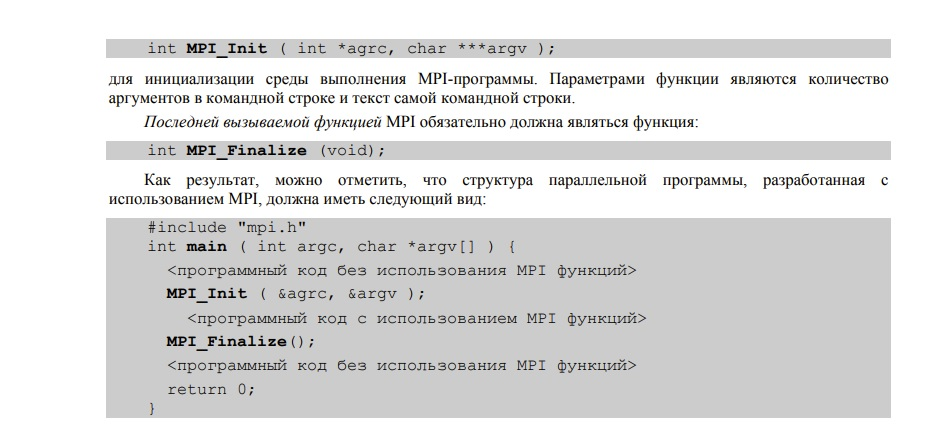 int MPI_Init ( int *agrc, char ***argv );
для инициализации среды выполнения MPI-программы. Параметрами функции являются количество
аргументов в командной строке и текст самой командной строки.
Последней вызываемой функцией MPI обязательно должна являться функция:
int MPI_Finalize (void);
Как результат, можно отметить, что структура параллельной программы, разработанная с
использованием MPI, должна иметь следующий вид:
#include "mpi.h"
int main ( int argc, char *argv[] ) {
<программный код без использования MPI функций>
MPI_Init ( &agrc, &argv );
<программный код с использованием MPI функций>
MPI_Finalize();
<программный код без использования MPI функций>
return 0;
}